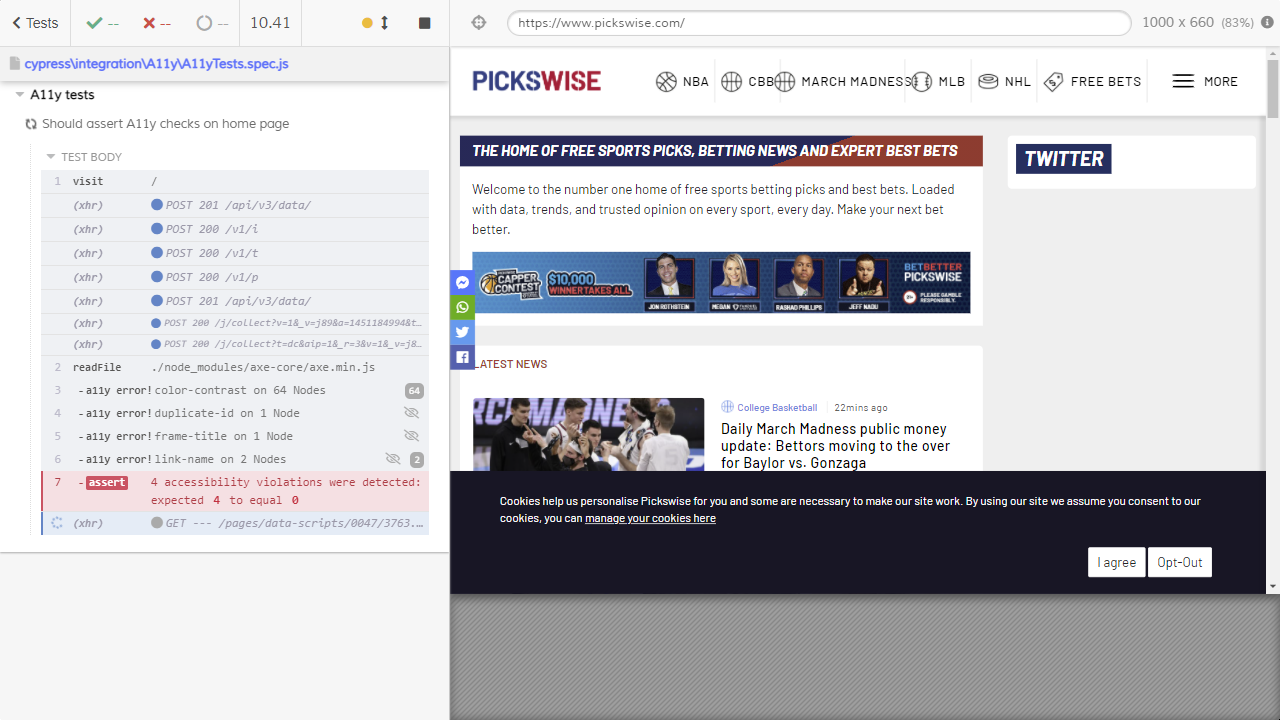 Tests
--
--
--
10.41
https://www.pickswise.com/
1000 x 660 (83%)
cypress\integration\A11y\A11yTests.spec.js
A11y tests
Should assert A11y checks on home page
TEST BODY
1 visit /
(xhr) POST 201 /api/v3/data/
(xhr) POST 200 /v1/i
(xhr) POST 200 /v1/t
(xhr) POST 200 /v1/p
(xhr) POST 201 /api/v3/data/
(xhr) POST 200 /j/collect?v=1&_v=j89&a=1451184994&t…
(xhr) POST 200 /j/collect?t=dc&aip=1&_r=3&v=1&_v=j8…
2 readFile ./node_modules/axe-core/axe.min.js
3 -a11y error! color-contrast on 64 Nodes 64
4 -a11y error! duplicate-id on 1 Node
5 -a11y error! frame-title on 1 Node
6 -a11y error! link-name on 2 Nodes 2
7 -assert 4 accessibility violations were detected:
expected 4 to equal 0
(xhr) GET --- /pages/data-scripts/0047/3763.…
PICKSWISE
NBA
CBB
MARCH MADNESS
MLB
NHL
FREE BETS
MORE
THE HOME OF FREE SPORTS PICKS, BETTING NEWS AND EXPERT BEST BETS
Welcome to the number one home of free sports betting picks and best bets. Loaded
with data, trends, and trusted opinion on every sport, every day. Make your next bet
better.
CAPPER
CONTEST
$10,000
WINNER TAKES ALL
JON ROTHSTEIN
MEGAN
RASHAD PHILLIPS
JEFF NADU
BETBETTER
PICKSWISE
21+
PLEASE GAMBLE
RESPONSIBLY.
TWITTER
LATEST NEWS
College Basketball
22mins ago
Daily March Madness public money
update: Bettors moving to the over
for Baylor vs. Gonzaga
Cookies help us personalise Pickswise for you and some are necessary to make our site work. By using our site we assume you consent to our
cookies, you can manage your cookies here
I agree
Opt-Out